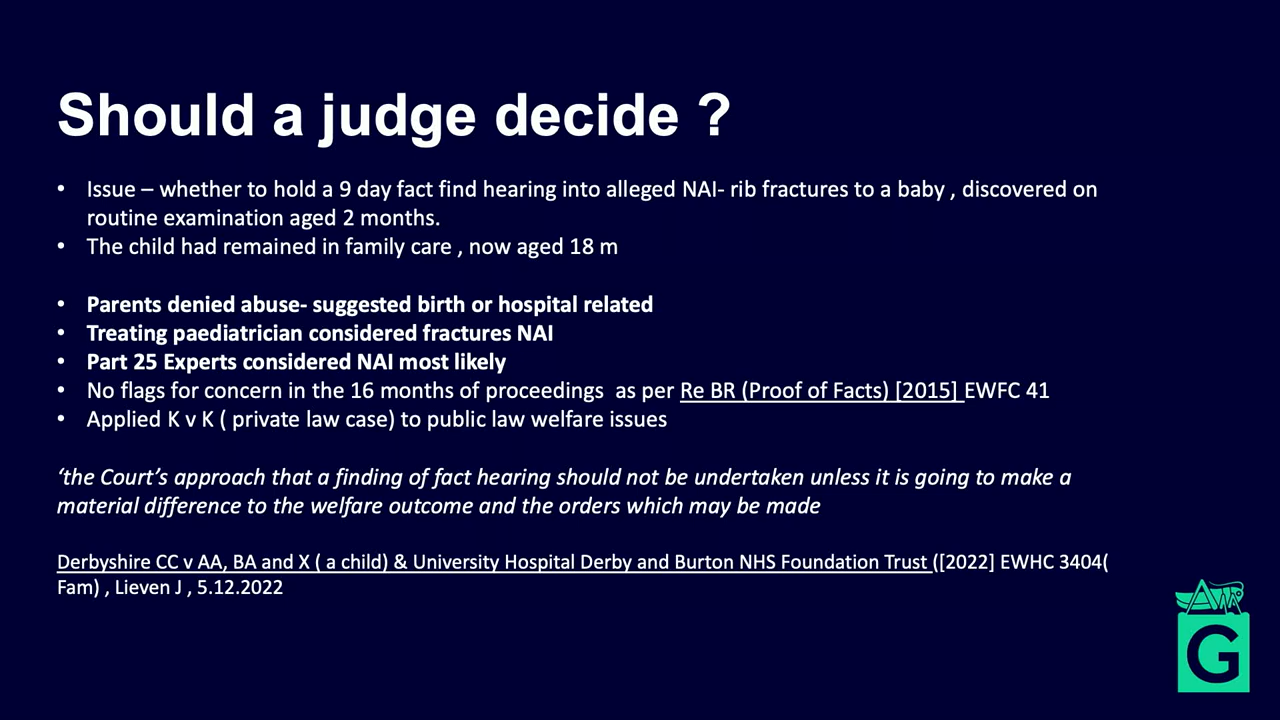 Should a judge decide ?
• Issue – whether to hold a 9 day fact find hearing into alleged NAI- rib fractures to a baby , discovered on
routine examination aged 2 months.
• The child had remained in family care , now aged 18 m
• Parents denied abuse- suggested birth or hospital related
• Treating paediatrician considered fractures NAI
• Part 25 Experts considered NAI most likely
• No flags for concern in the 16 months of proceedings  as per Re BR (Proof of Facts) [2015] EWFC 41
• Applied K v K ( private law case) to public law welfare issues
‘the Court’s approach that a finding of fact hearing should not be undertaken unless it is going to make a
material difference to the welfare outcome and the orders which may be made
Derbyshire CC v AA, BA and X ( a child) & University Hospital Derby and Burton NHS Foundation Trust ([2022] EWHC 3404(
Fam) , Lieven J , 5.12.2022
G